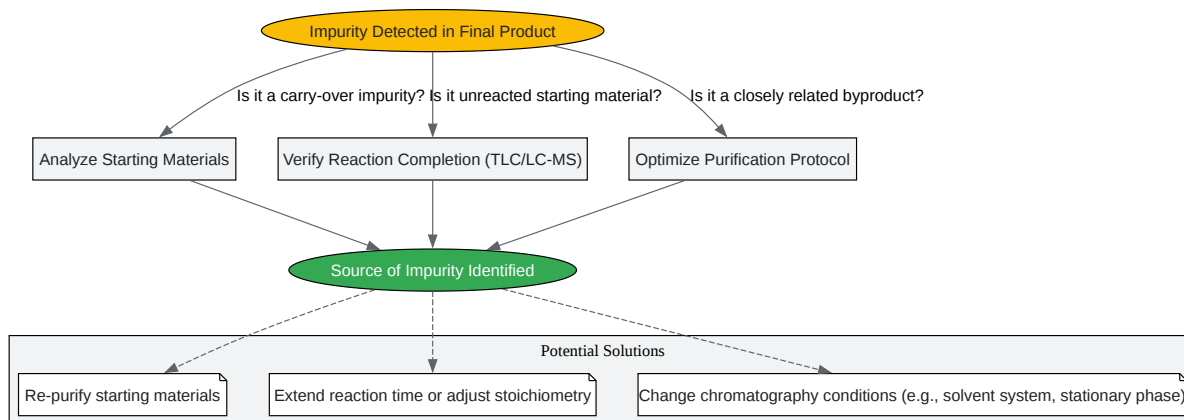 Impurity Detected in Final Product
Is it a carry-over impurity?
Is it unreacted starting material?
Is it a closely related byproduct?
Analyze Starting Materials
Verify Reaction Completion (TLC/LC-MS)
Optimize Purification Protocol
Source of Impurity Identified
Potential Solutions
Re-purify starting materials
Extend reaction time or adjust stoichiometry
Change chromatography conditions (e.g., solvent system, stationary phase)